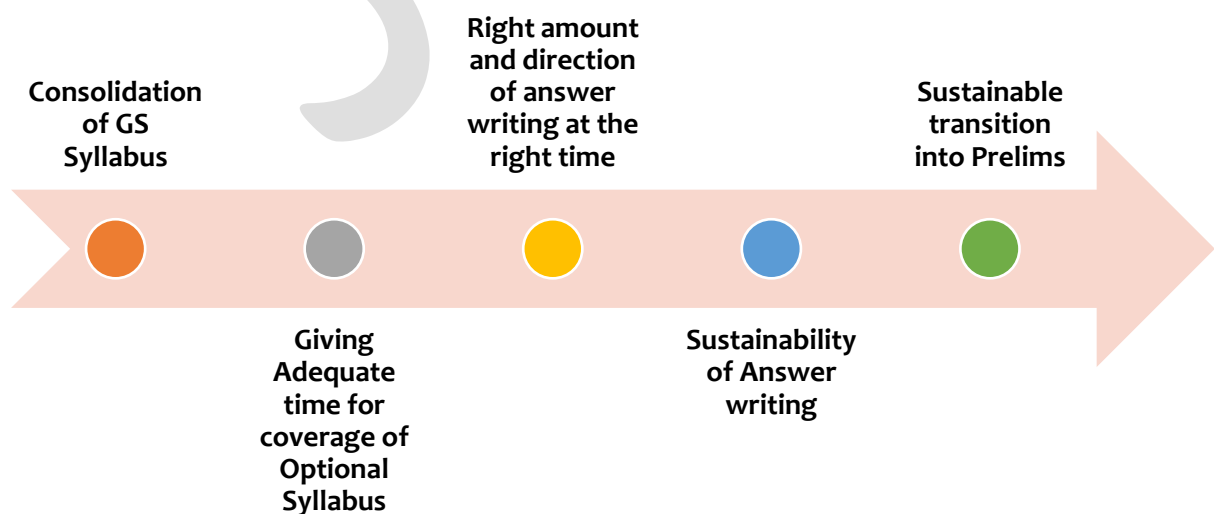 Consolidation
of GS
Syllabus
Giving
Adequate
time for
coverage of
Optional
Syllabus
Right amount
and direction
of answer
writing at the
right time
Sustainability
of Answer
writing
Sustainable
transition
into Prelims